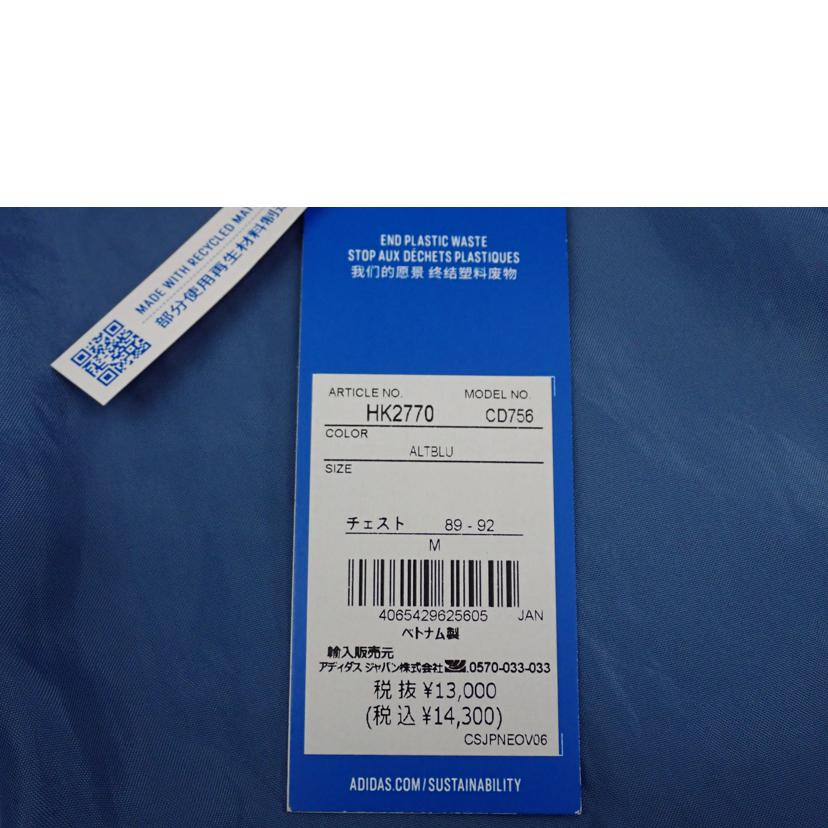 MADE WITH RECYCLED
部分使用再生材料制
END PLASTIC WASTE
STOP AUX DÉCHETS PLASTIQUES
我们的愿景 终结塑料废物
ARTICLE NO. MODEL NO.
HK2770 CD756
COLOR
ALTBLU
SIZE
チェスト 89 - 92
M
4065429625605 JAN
ベトナム製
輸入販売元
アディダス ジャパン株式会社 0570-033-033
税抜 ¥13,000
(税込 ¥14,300)
CSJPNEOV06
ADIDAS.COM/SUSTAINABILITY